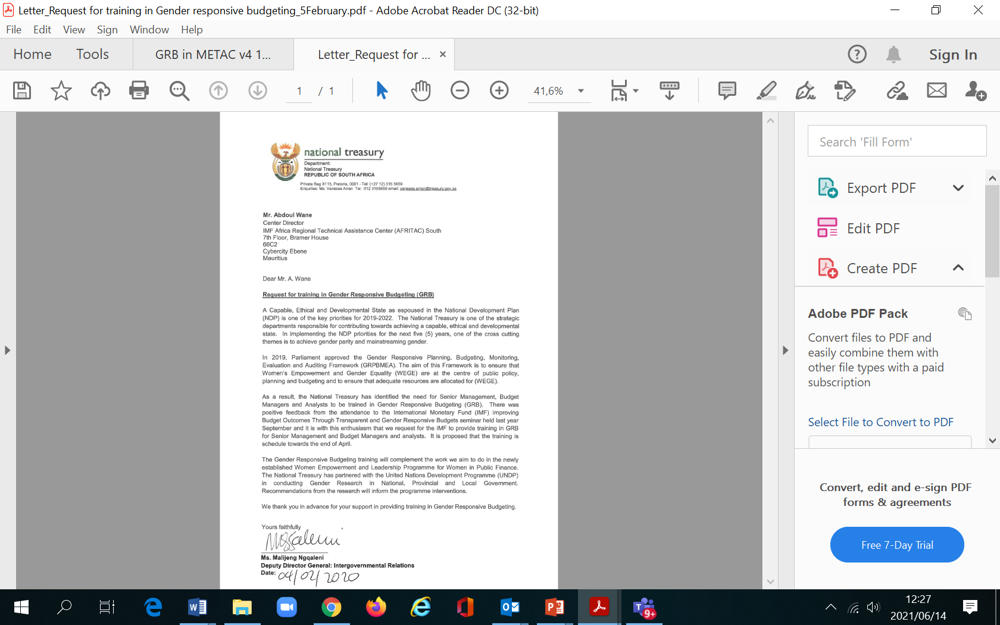 Letter_Request for training in Gender responsive budgeting_5February.pdf - Adobe Acrobat Reader DC (32-bit)
File Edit View Sign Window Help
Home Tools GRB in METAC v4 1... Letter_Request for ... × Sign In
1 / 1 41,6%
national treasury
Department:
National Treasury
REPUBLIC OF SOUTH AFRICA
Private Bag X115, Pretoria, 0001 - Tel: (+27 12) 315 5659
Enquiries: Ms. Vanessa Arran Tel: 012 3155659 email: vanessa.arran@treasury.gov.za
Mr. Abdoul Wane
Center Director
IMF Africa Regional Technical Assistance Center (AFRITAC) South
7th Floor, Bramer House
66C2
Cybercity Ebene
Mauritius
Dear Mr. A. Wane
Request for training in Gender Responsive Budgeting (GRB)
A Capable, Ethical and Developmental State as espoused in the National Development Plan
(NDP) is one of the key priorities for 2019-2022. The National Treasury is one of the strategic
departments responsible for contributing towards achieving a capable, ethical and developmental
state. In implementing the NDP priorities for the next five (5) years, one of the cross cutting
themes is to achieve gender parity and mainstreaming gender.
In 2019, Parliament approved the Gender Responsive Planning, Budgeting, Monitoring,
Evaluation and Auditing Framework (GRPBMEA). The aim of this Framework is to ensure that
Women's Empowerment and Gender Equality (WEGE) are at the centre of public policy,
planning and budgeting and to ensure that adequate resources are allocated for (WEGE).
As a result, the National Treasury has identified the need for Senior Management, Budget
Managers and Analysts to be trained in Gender Responsive Budgeting (GRB). There was
positive feedback from the attendance to the International Monetary Fund (IMF) Improving
Budget Outcomes Through Transparent and Gender Responsive Budgets seminar held last year
September and it is with this enthusiasm that we request for the IMF to provide training in GRB
for Senior Management and Budget Managers and analysts. It is proposed that the training is
schedule towards the end of April.
The Gender Responsive Budgeting training will complement the work we aim to do in the newly
established Women Empowerment and Leadership Programme for Women in Public Finance.
The National Treasury has partnered with the United Nations Development Programme (UNDP)
in conducting Gender Research in National, Provincial and Local Government.
Recommendations from the research will inform the programme interventions.
We thank you in advance for your support in providing training in Gender Responsive Budgeting.
Yours faithfully
Ms. Malijeng Ngqaleni
Deputy Director General: Intergovernmental Relations
Date: 04/02/2020
Search 'Fill Form'
Export PDF
Edit PDF
Create PDF
Adobe PDF Pack
Convert files to PDF and
easily combine them with
other file types with a paid
subscription
Select File to Convert to PDF
Convert, edit and e-sign PDF
forms & agreements
Free 7-Day Trial
9+
12:27
2021/06/14